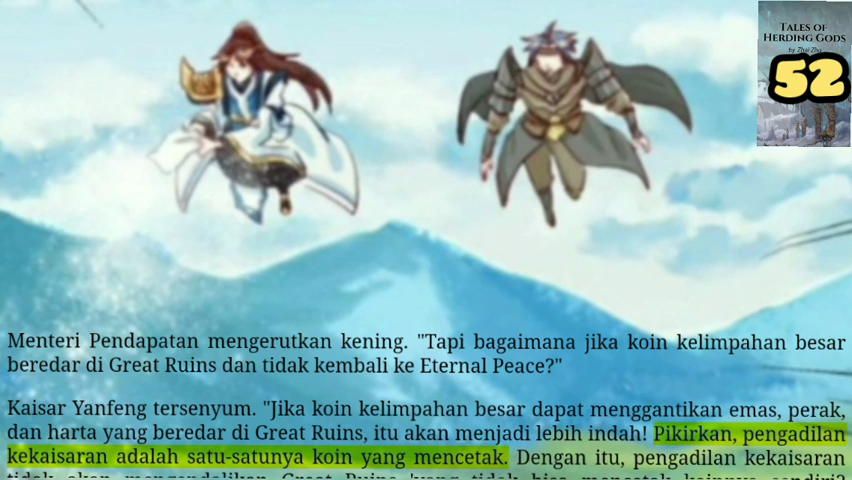 TALES OF
HERDING GODS
by Zhai Zhu
52
Menteri Pendapatan mengerutkan kening. "Tapi bagaimana jika koin kelimpahan besar
beredar di Great Ruins dan tidak kembali ke Eternal Peace?"
Kaisar Yanfeng tersenyum. "Jika koin kelimpahan besar dapat menggantikan emas, perak,
dan harta yang beredar di Great Ruins, itu akan menjadi lebih indah! Pikirkan, pengadilan
kekaisaran adalah satu-satunya koin yang mencetak. Dengan itu, pengadilan kekaisaran